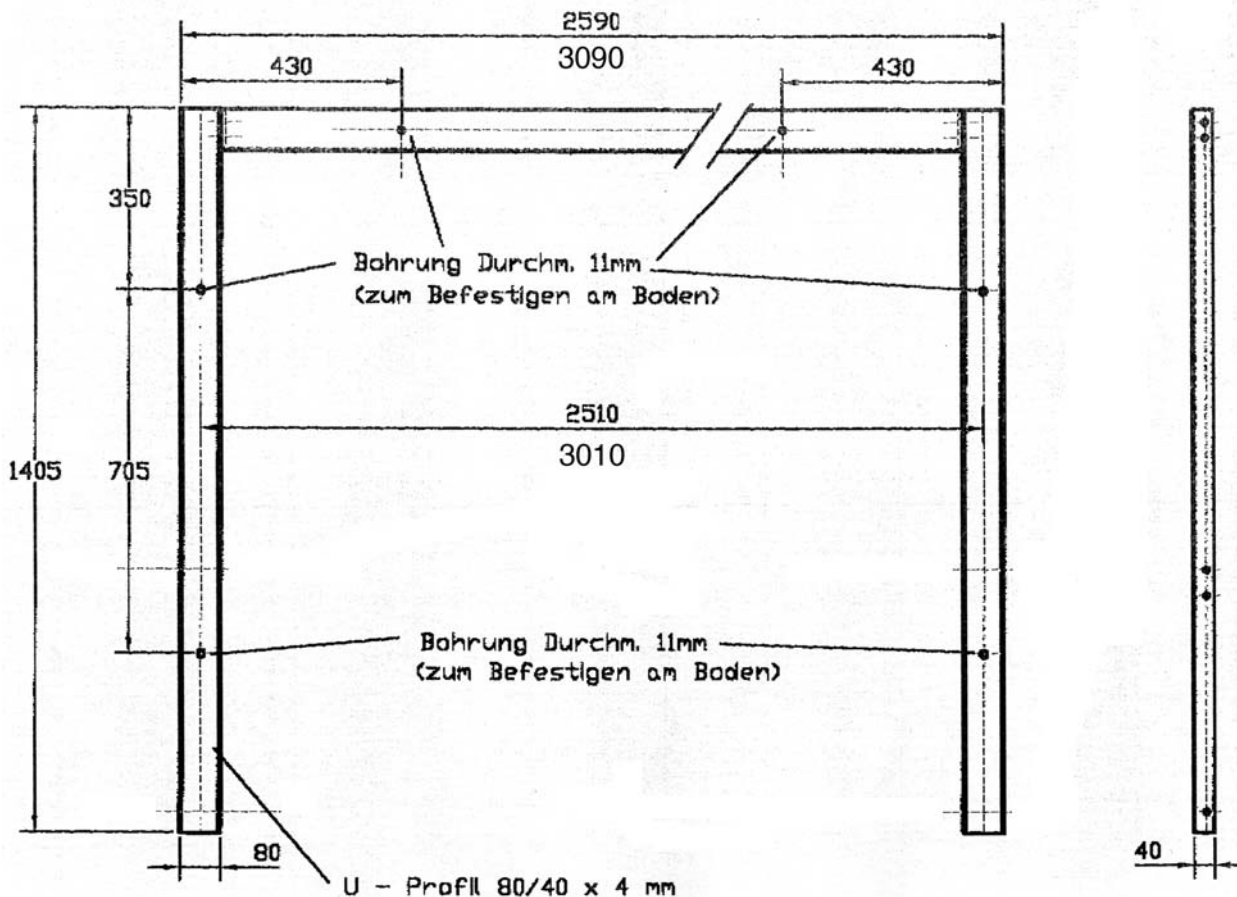 2590
3090
430
430
350
Bohrung Durchm. 11mm
(zum Befestigen am Boden)
2510
3010
1405
705
Bohrung Durchm. 11mm
(zum Befestigen am Boden)
80
40
U - Profil 80/40 x 4 mm